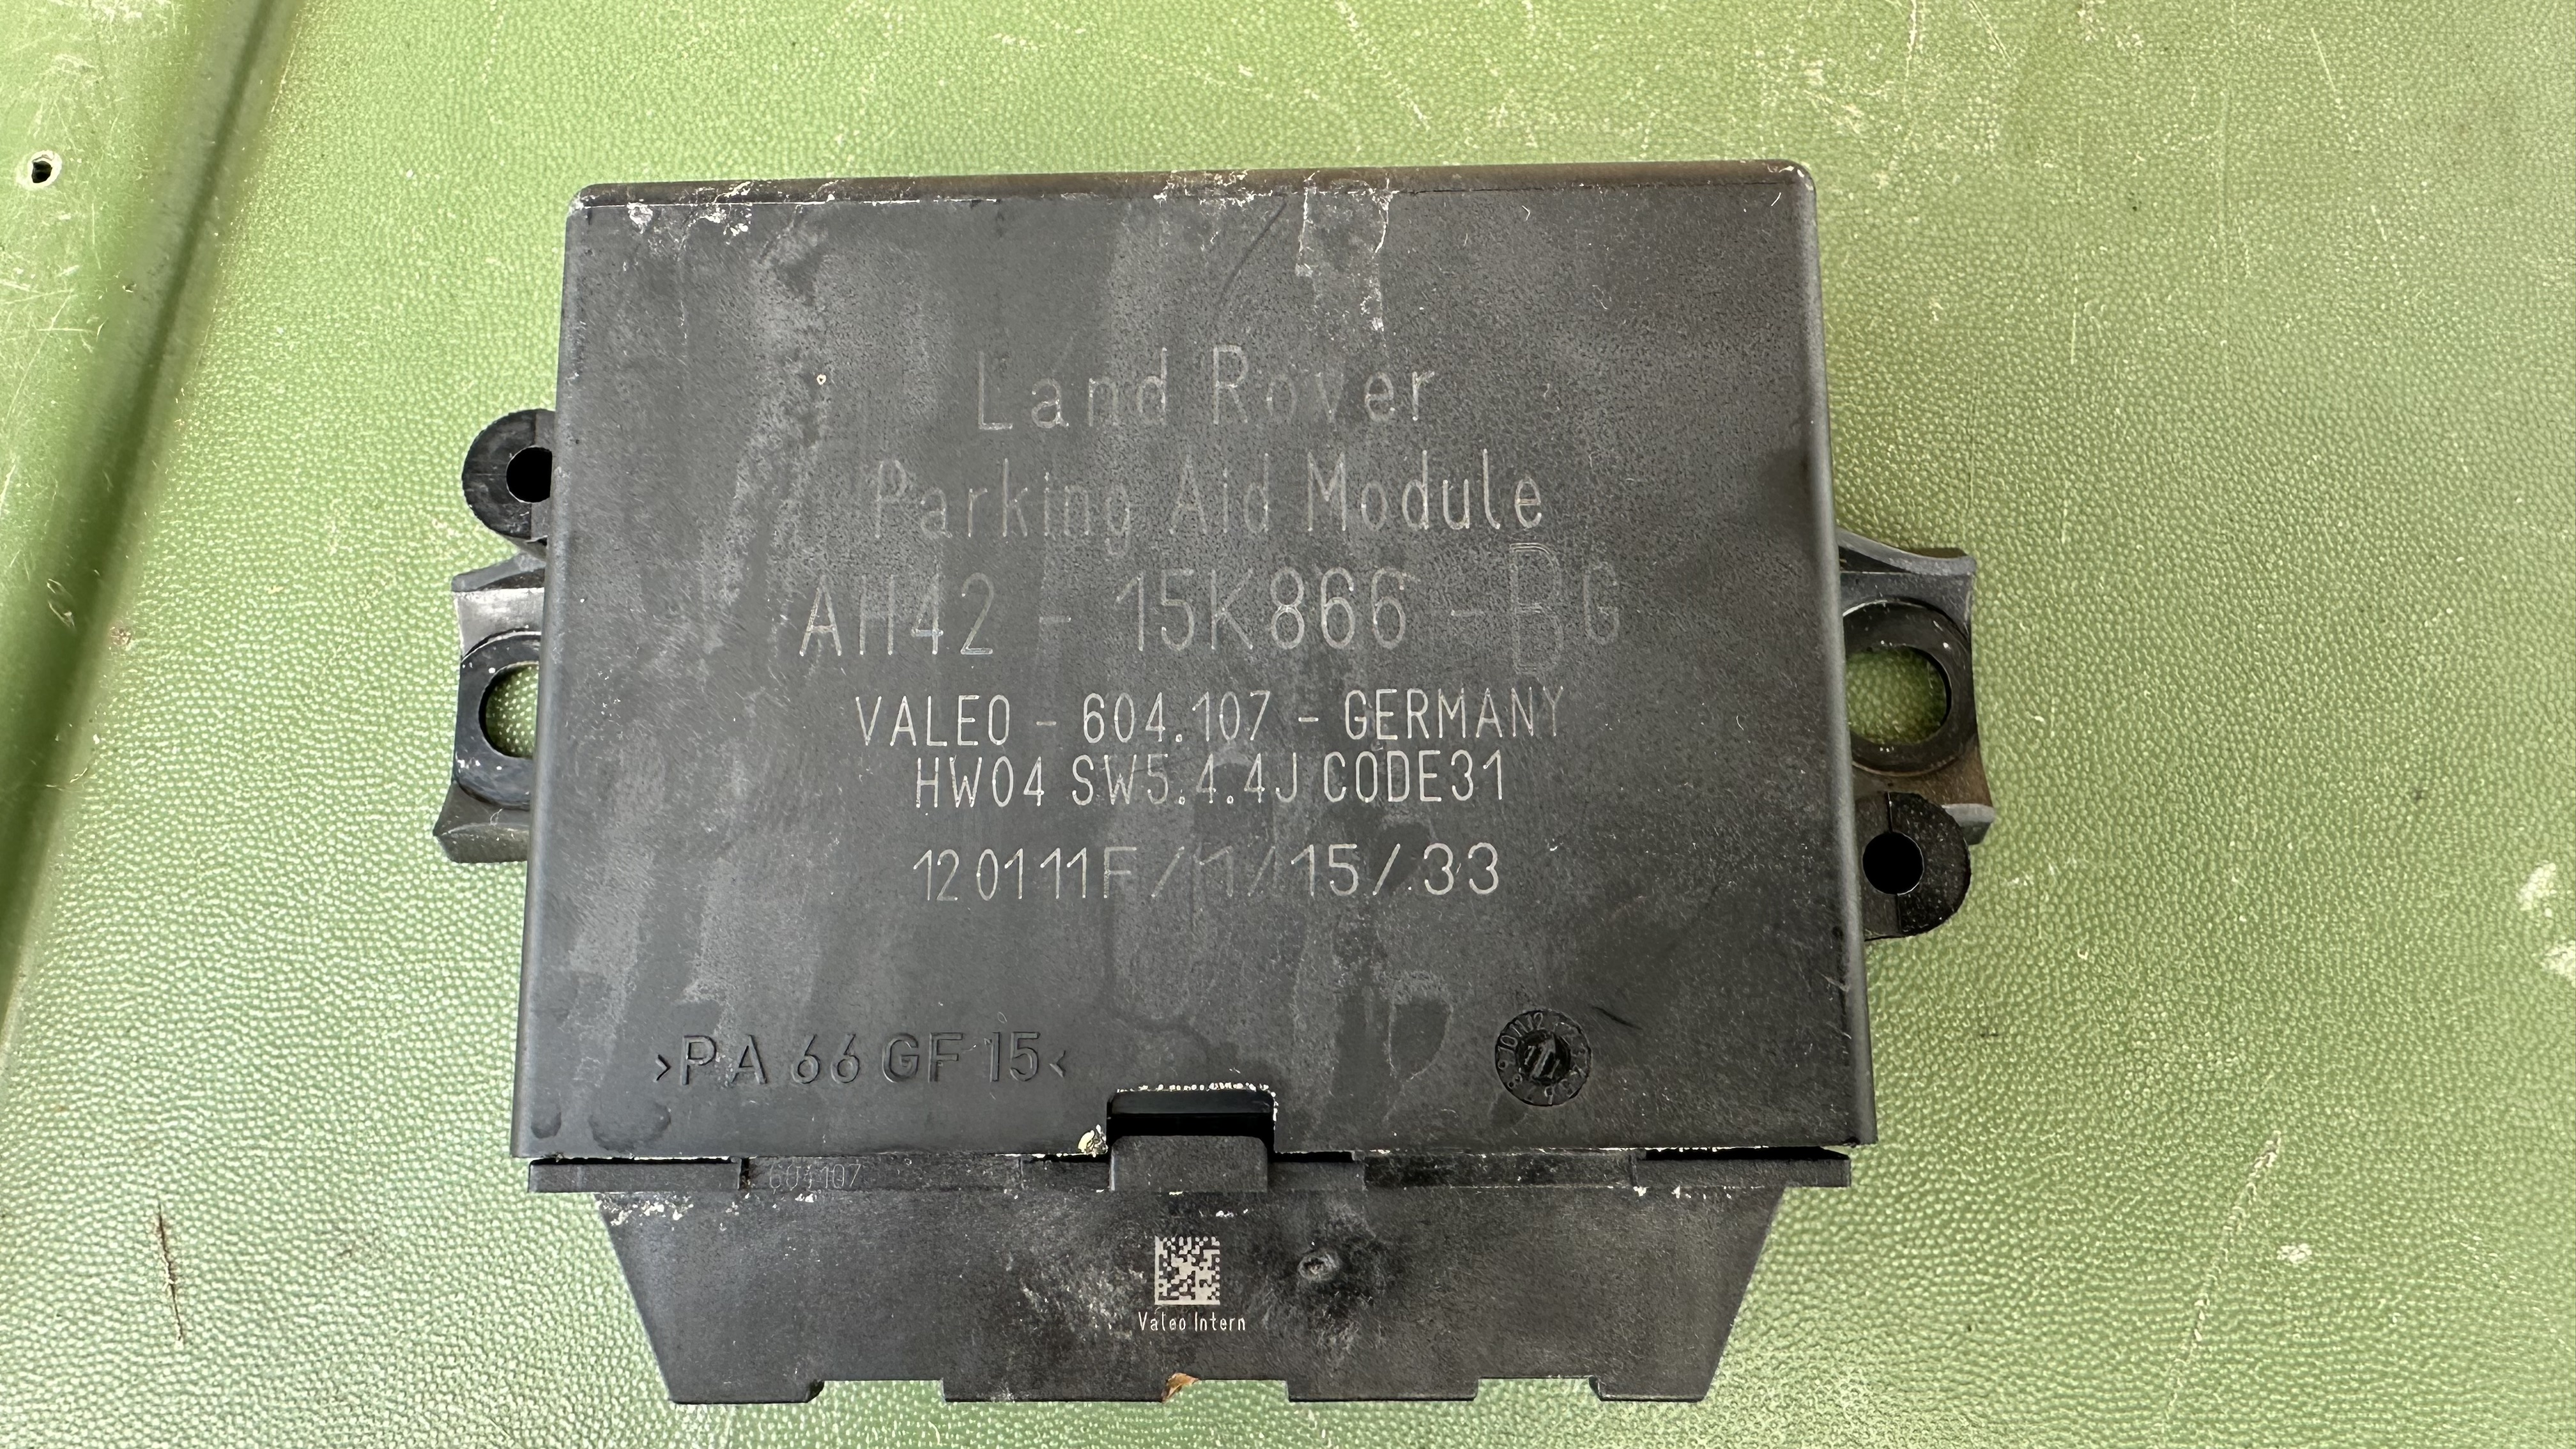 Land Rover
Parking Aid Module
AH42 - 15K866 - BG
VALEO - 604.107 - GERMANY
HW04 SW5.4.4J CODE31
120111F/1/15/33
>PA 66 GF 15<
604107
Valeo Intern